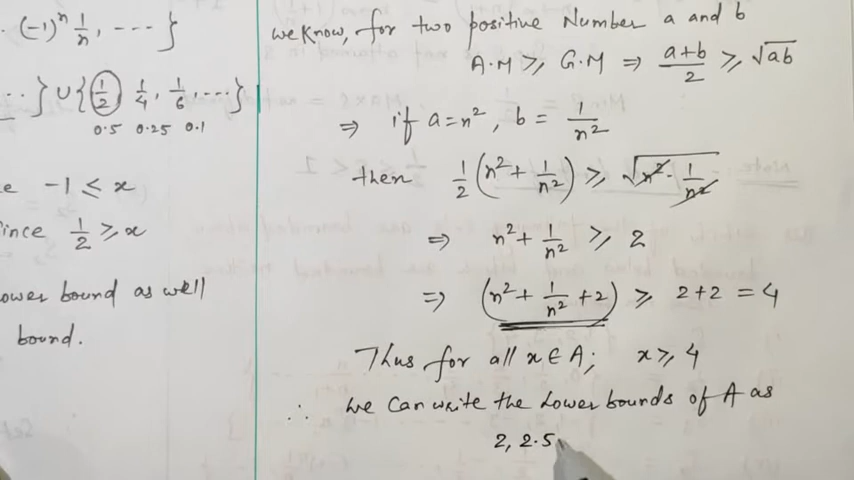 . (-1)ⁿ 1/n, ---- }
..} ∪ {1/2, 1/4, 1/6, ...}
0.5 0.25 0.1
-1 ≤ x
ince 1/2 ≥ x
ower bound as well
bound.
we know, for two positive Number a and b
A.M ≥ G.M ⇒ (a+b)/2 ≥ √ab
⇒ if a = n², b = 1/n²
then 1/2 (n² + 1/n²) ≥ √(n² · 1/n²)
⇒ n² + 1/n² ≥ 2
⇒ (n² + 1/n² + 2) ≥ 2+2 = 4
Thus for all x ∈ A; x ≥ 4
∴ we can write the Lower bounds of A as
2, 2.5